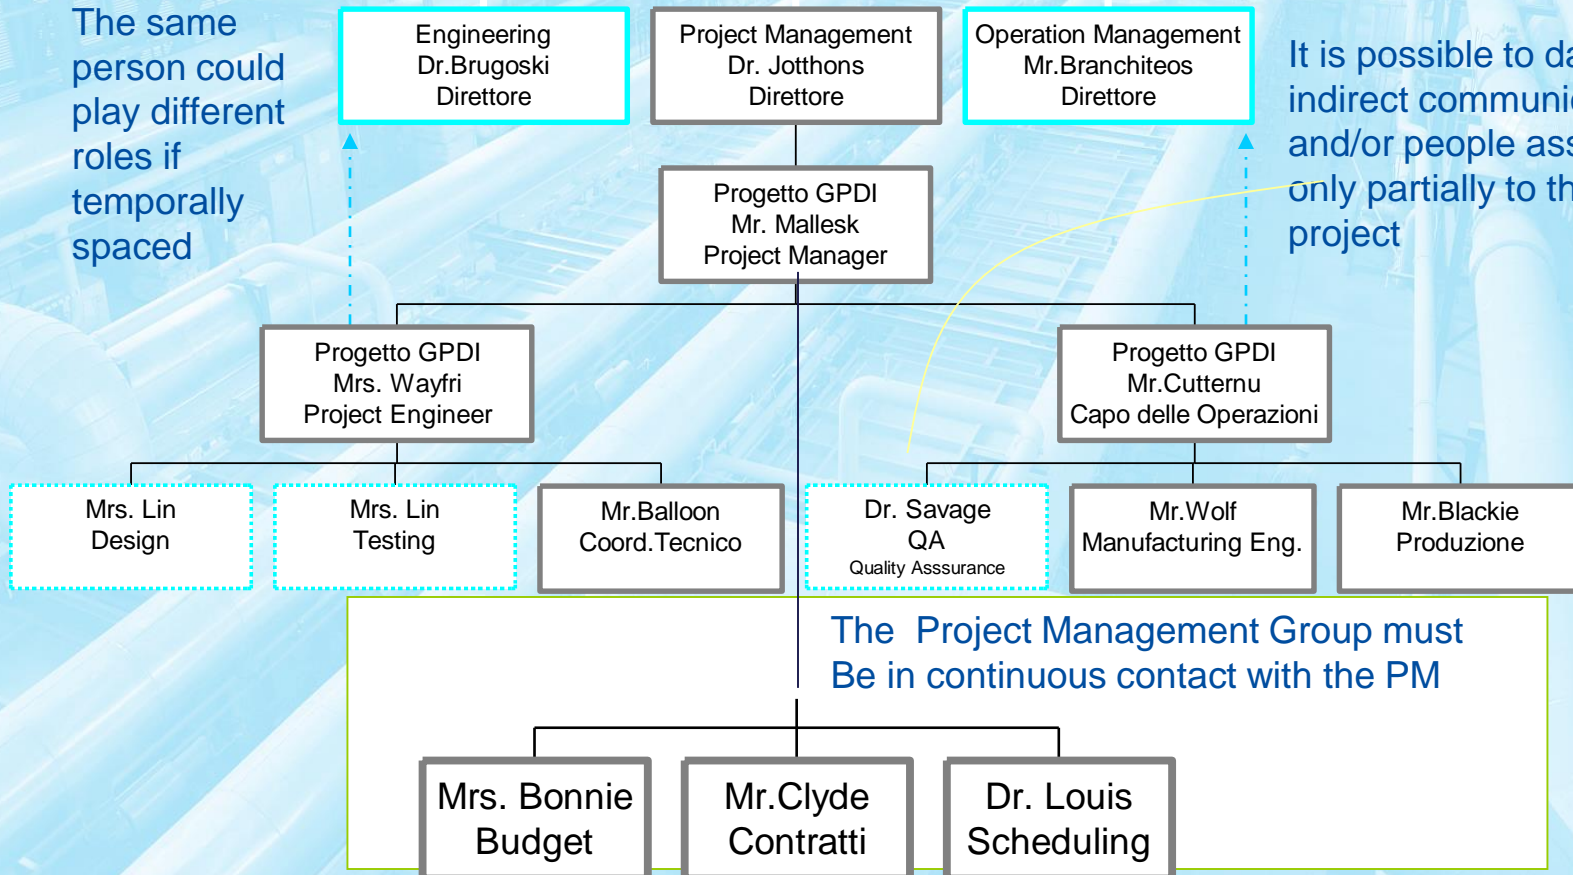 The same
person could
play different
roles if
temporally
spaced
Engineering
Dr.Brugoski
Direttore
Project Management
Dr. Jotthons
Direttore
Operation Management
Mr.Branchiteos
Direttore
It is possible to
indirect
and/or people
only partially to
project
Progetto GPDI
Mr. Mallesk
Project Manager
Progetto GPDI
Mrs. Wayfri
Project Engineer
Progetto GPDI
Mr.Cutternu
Capo delle Operazioni
Mrs. Lin
Design
Mrs. Lin
Testing
Mr.Balloon
Coord.Tecnico
Dr. Savage
QA
Quality Asssurance
Mr.Wolf
Manufacturing Eng.
Mr.Blackie
Produzione
The Project Management Group must
Be in continuous contact with the PM
Mrs. Bonnie
Budget
Mr.Clyde
Contratti
Dr. Louis
Scheduling